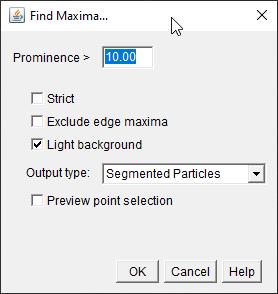 Find Maxima...
Prominence > 10.00
Strict
Exclude edge maxima
Light background
Output type: Segmented Particles
Preview point selection
OK Cancel Help